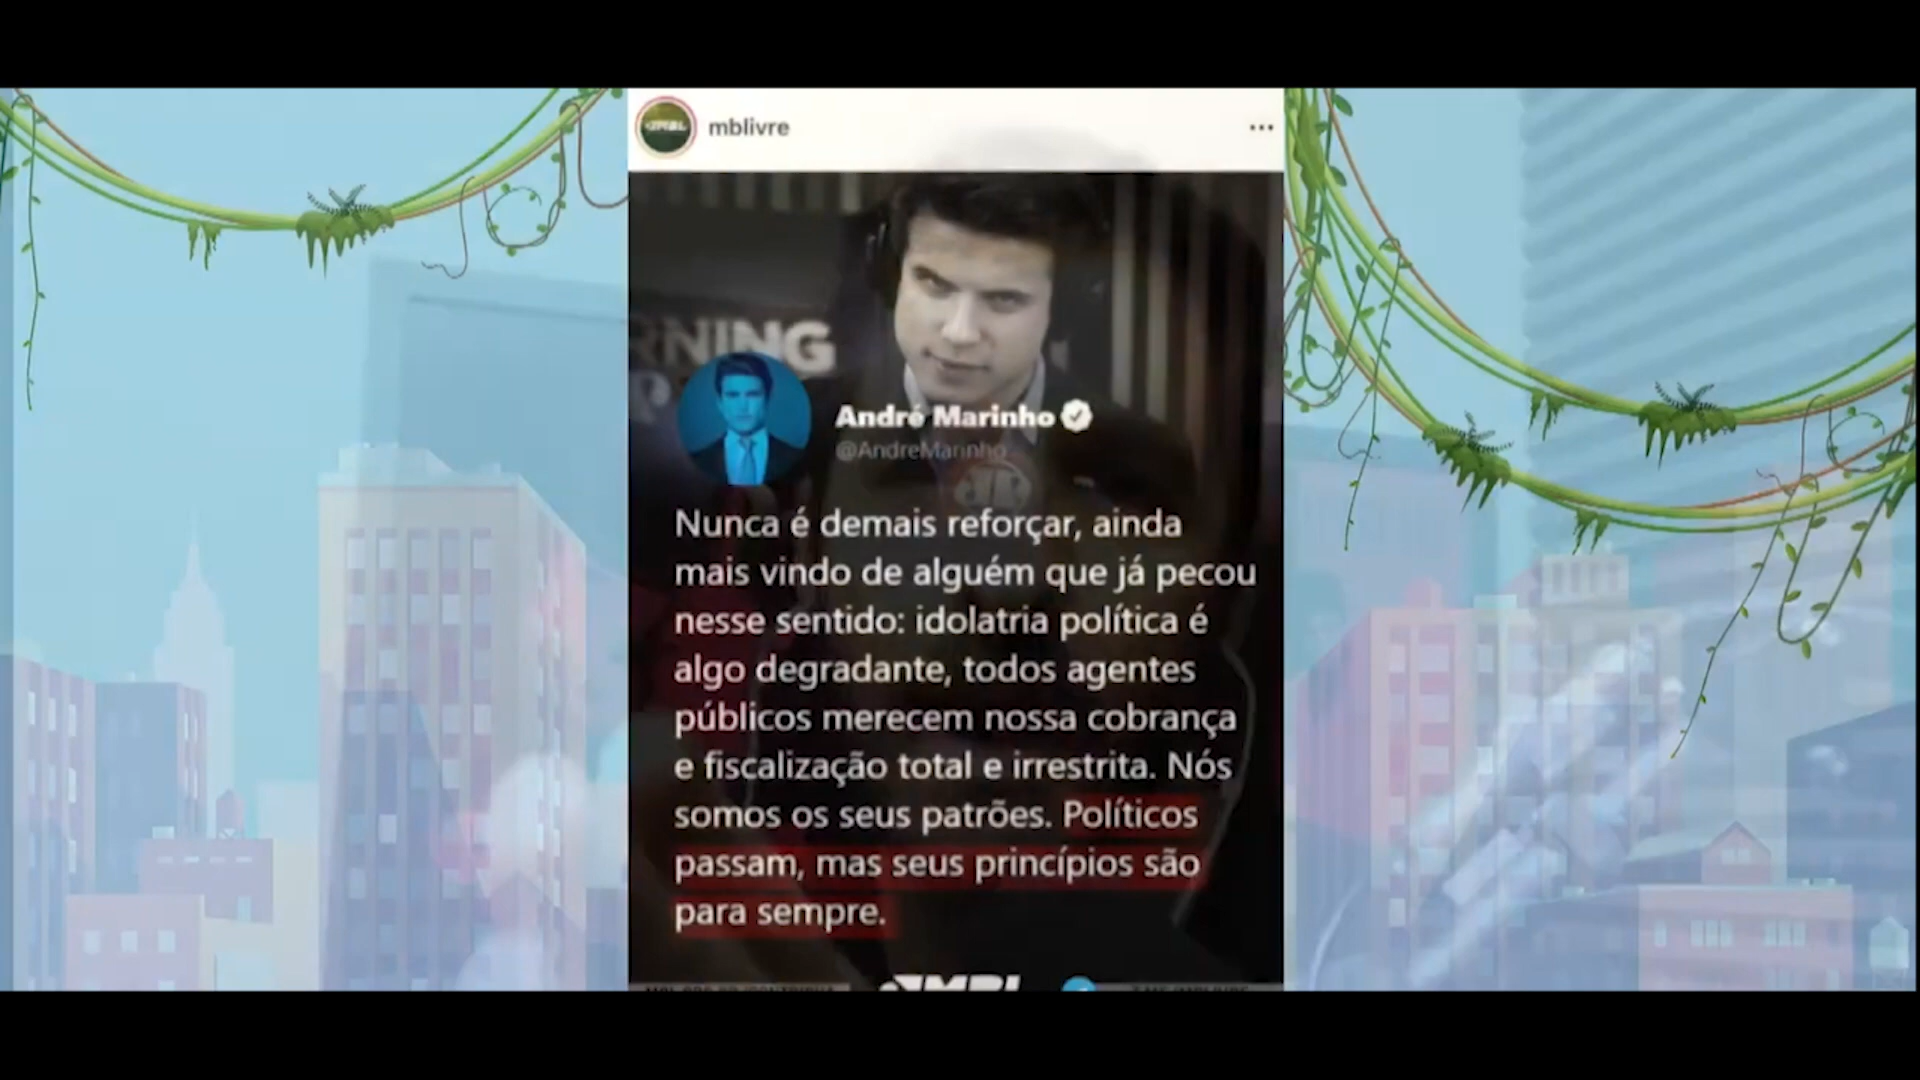 mblivre
RNING
André Marinho
@AndreMarinho
Nunca é demais reforçar, ainda
mais vindo de alguém que já pecou
nesse sentido: idolatria política é
algo degradante, todos agentes
públicos merecem nossa cobrança
e fiscalização total e irrestrita. Nós
somos os seus patrões. Políticos
passam, mas seus princípios são
para sempre.
MBL